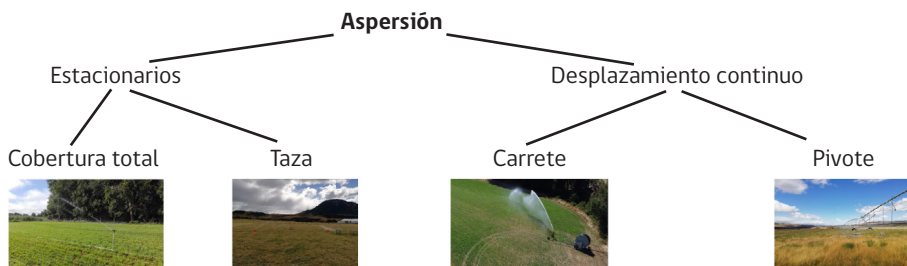 Aspersión
Estacionarios
Desplazamiento continuo
Cobertura total
Taza
Carrete
Pivote